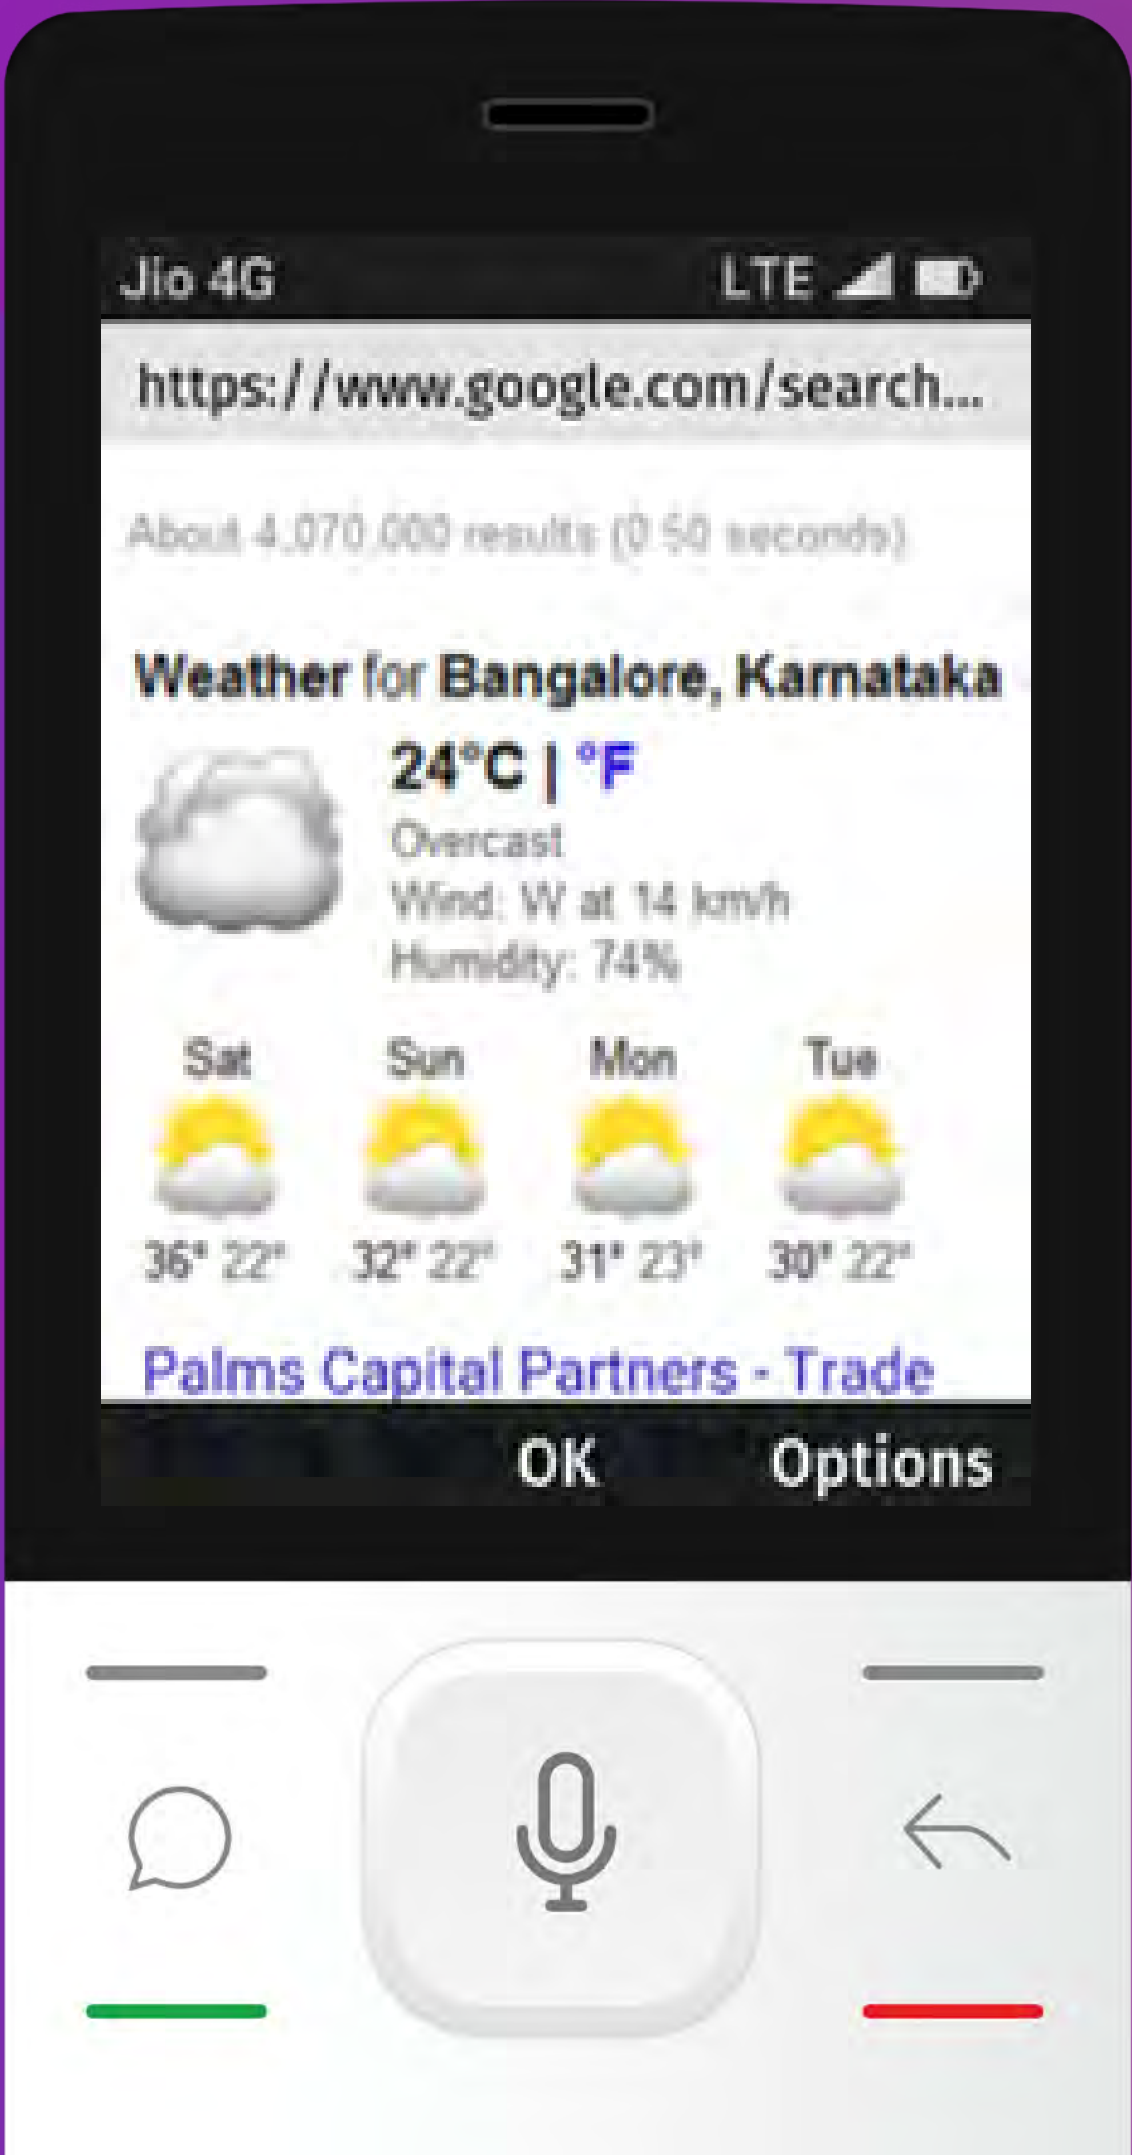 Jio 4G LTE
https://www.google.com/search...
About 4,070,000 results (0.50 seconds)
Weather for Bangalore, Karnataka
24°C | °F
Overcast
Wind: W at 14 km/h
Humidity: 74%
Sat Sun Mon Tue
36° 22° 32° 22° 31° 23° 30° 22°
Palms Capital Partners - Trade
OK Options